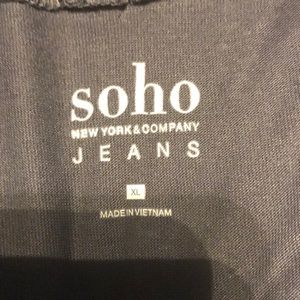 soho
NEW YORK & COMPANY
JEANS
XL
MADE IN VIETNAM